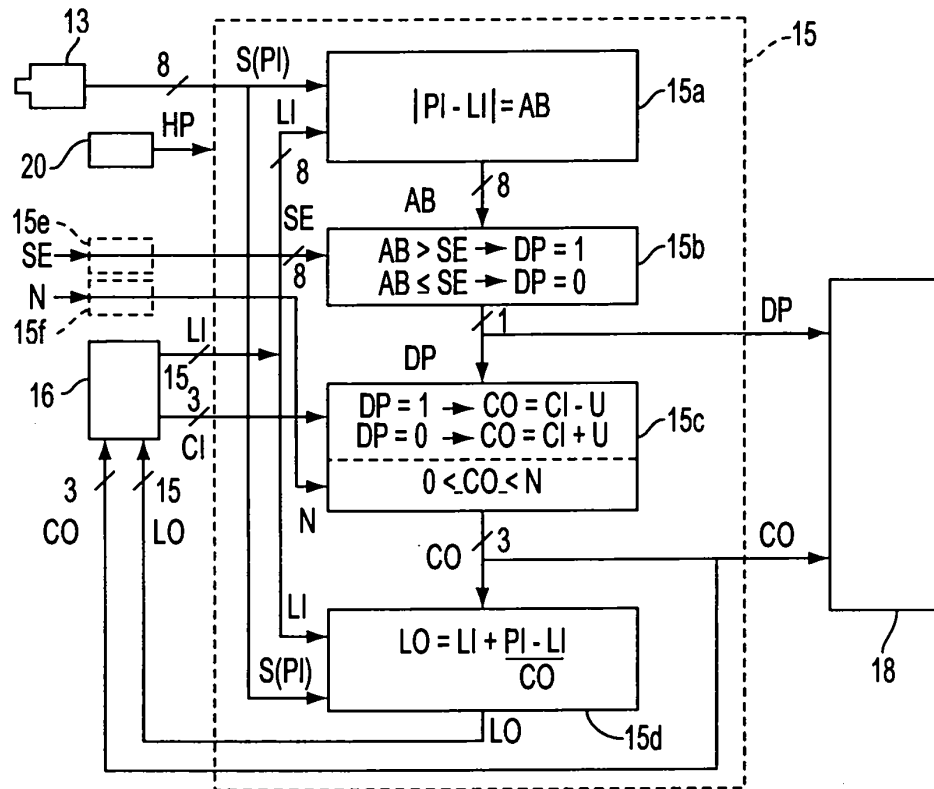 13
8
S(PI)
15
|PI - LI| = AB
15a
LI
8
HP
20
8
AB
15e
SE
SE
8
AB > SE → DP = 1
AB ≤ SE → DP = 0
15b
N
15f
1
DP
DP
LI
15
16
3
CI
DP = 1 → CO = CI - U
DP = 0 → CO = CI + U
15c
0 ≤ CO ≤ N
N
3
CO
15
LO
3
CO
CO
LI
LO = LI + PI - LI
CO
S(PI)
18
LO
15d